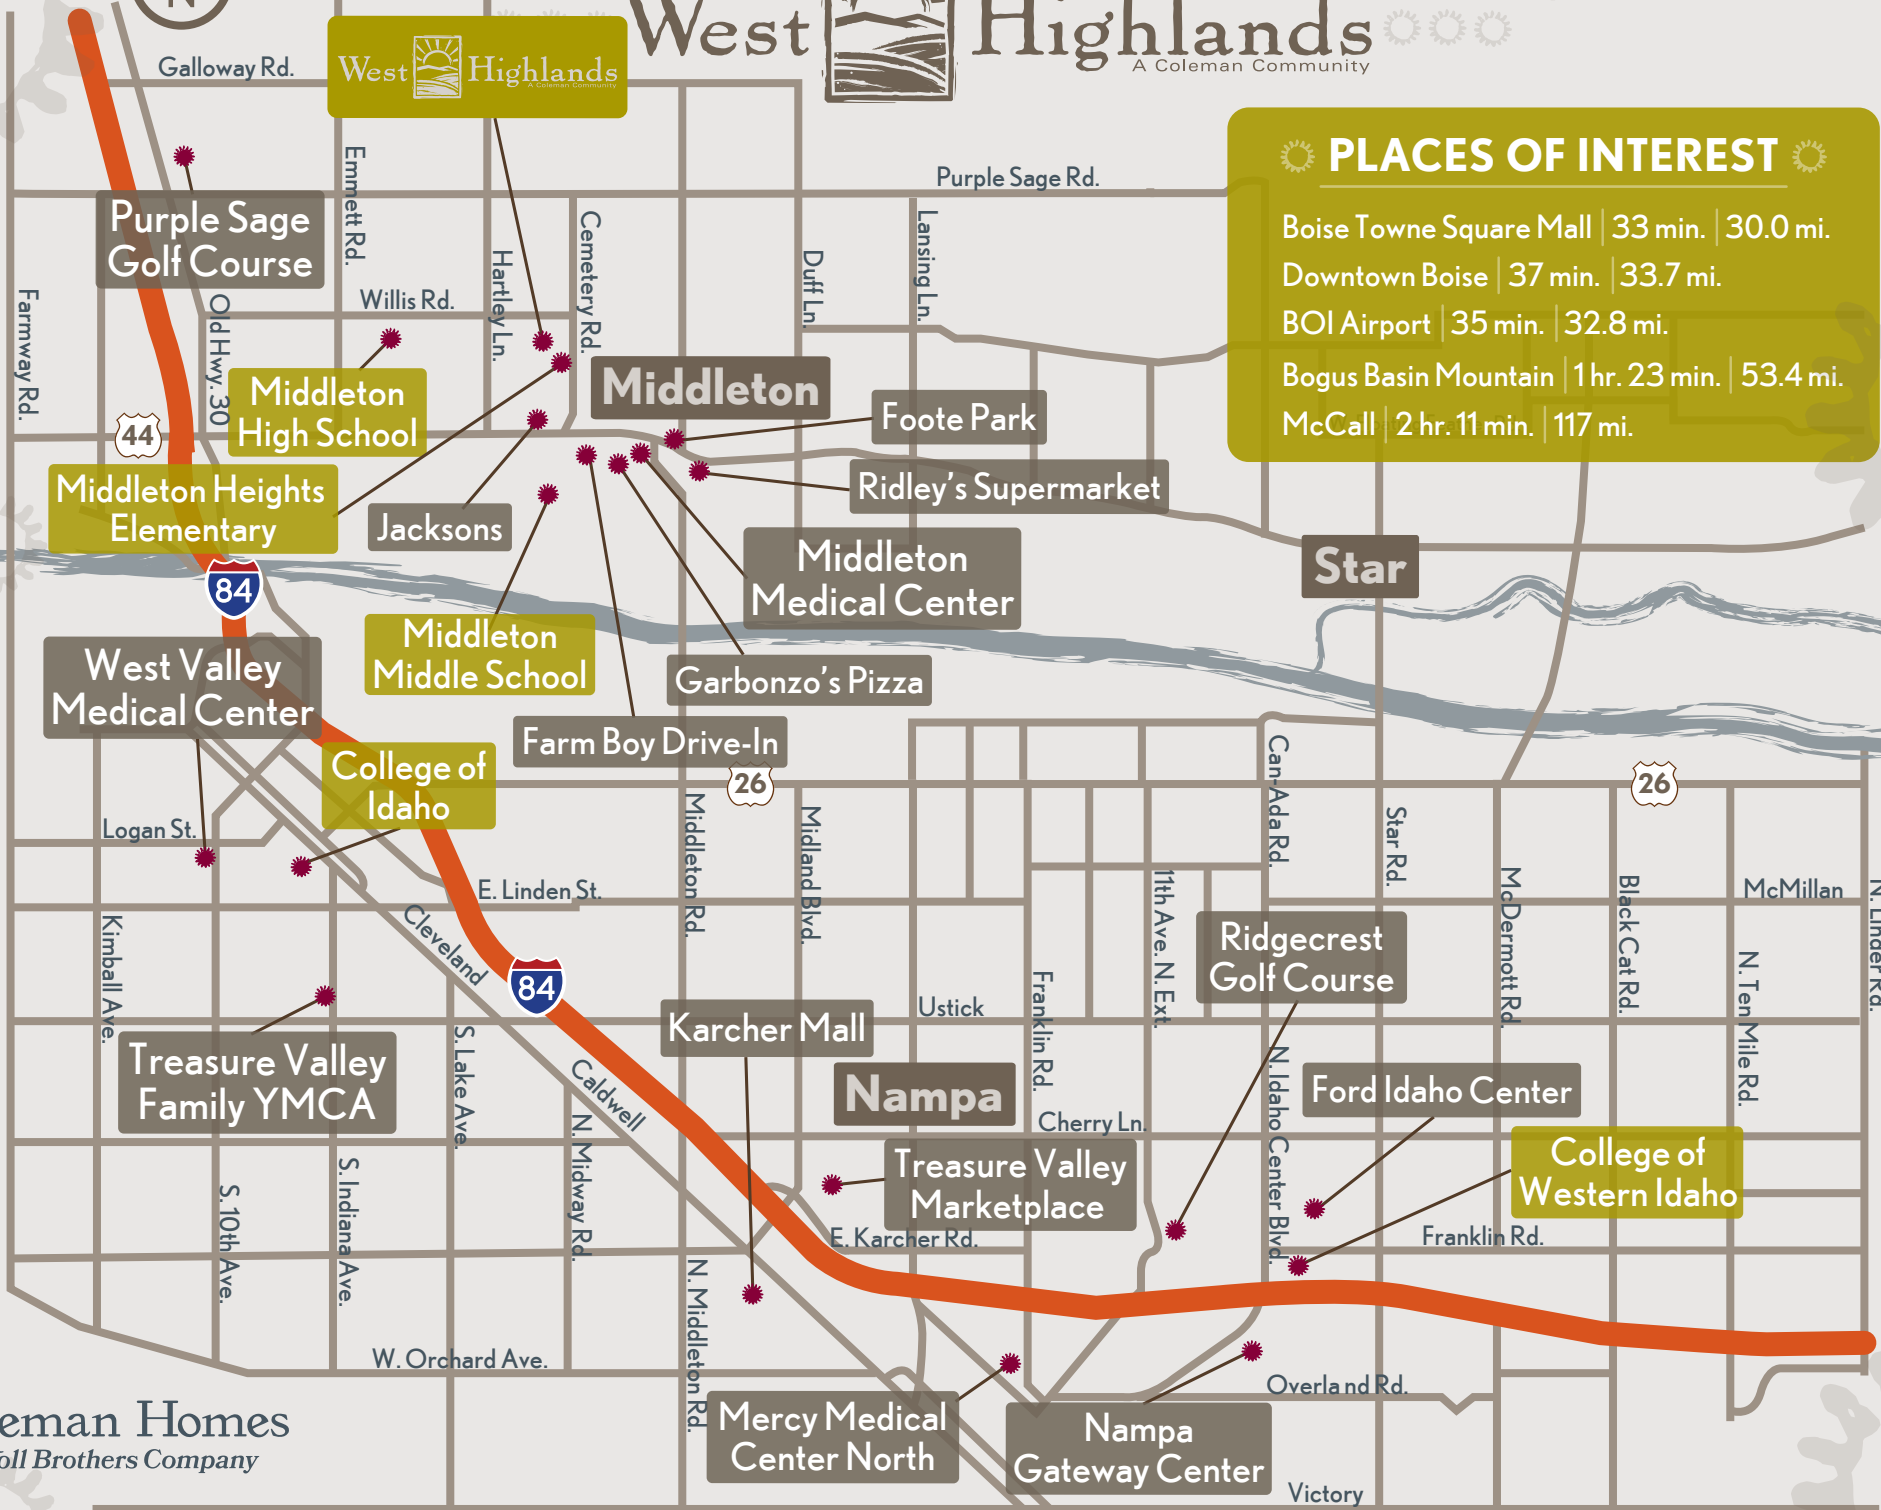 N
West Highlands
A Coleman Community
West Highlands
A Coleman Community
Galloway Rd.
PLACES OF INTEREST
Boise Towne Square Mall | 33 min. | 30.0 mi.
Downtown Boise | 37 min. | 33.7 mi.
BOI Airport | 35 min. | 32.8 mi.
Bogus Basin Mountain | 1 hr. 23 min. | 53.4 mi.
McCall | 2 hr. 11 min. | 117 mi.
Purple Sage Rd.
Purple Sage
Golf Course
Emmett Rd.
Hartley Ln.
Cemetery Rd.
Duff Ln.
Lansing Ln.
Farmway Rd.
Old Hwy. 30
Willis Rd.
Middleton
High School
Middleton
44
Foote Park
Middleton Heights
Elementary
Jacksons
Ridley's Supermarket
Middleton
Medical Center
Star
84
Middleton
Middle School
Garbonzo's Pizza
West Valley
Medical Center
Farm Boy Drive-In
College of
Idaho
26
26
Logan St.
Middleton Rd.
Midland Blvd.
Can-Ada Rd.
Star Rd.
E. Linden St.
McMillan
McDermott Rd.
Black Cat Rd.
N. Ten Mile Rd.
N. Linder Rd.
11th Ave. N. Ext.
Kimball Ave.
Cleveland
84
Ridgecrest
Golf Course
Karcher Mall
Ustick
Franklin Rd.
Treasure Valley
Family YMCA
S. Lake Ave.
Caldwell
Nampa
N. Idaho Center Blvd.
Ford Idaho Center
Cherry Ln.
N. Midway Rd.
College of
Western Idaho
Treasure Valley
Marketplace
S. 10th Ave.
S. Indiana Ave.
E. Karcher Rd.
Franklin Rd.
N. Middleton Rd.
W. Orchard Ave.
Overland Rd.
Mercy Medical
Center North
Nampa
Gateway Center
Victory
eman Homes
oll Brothers Company